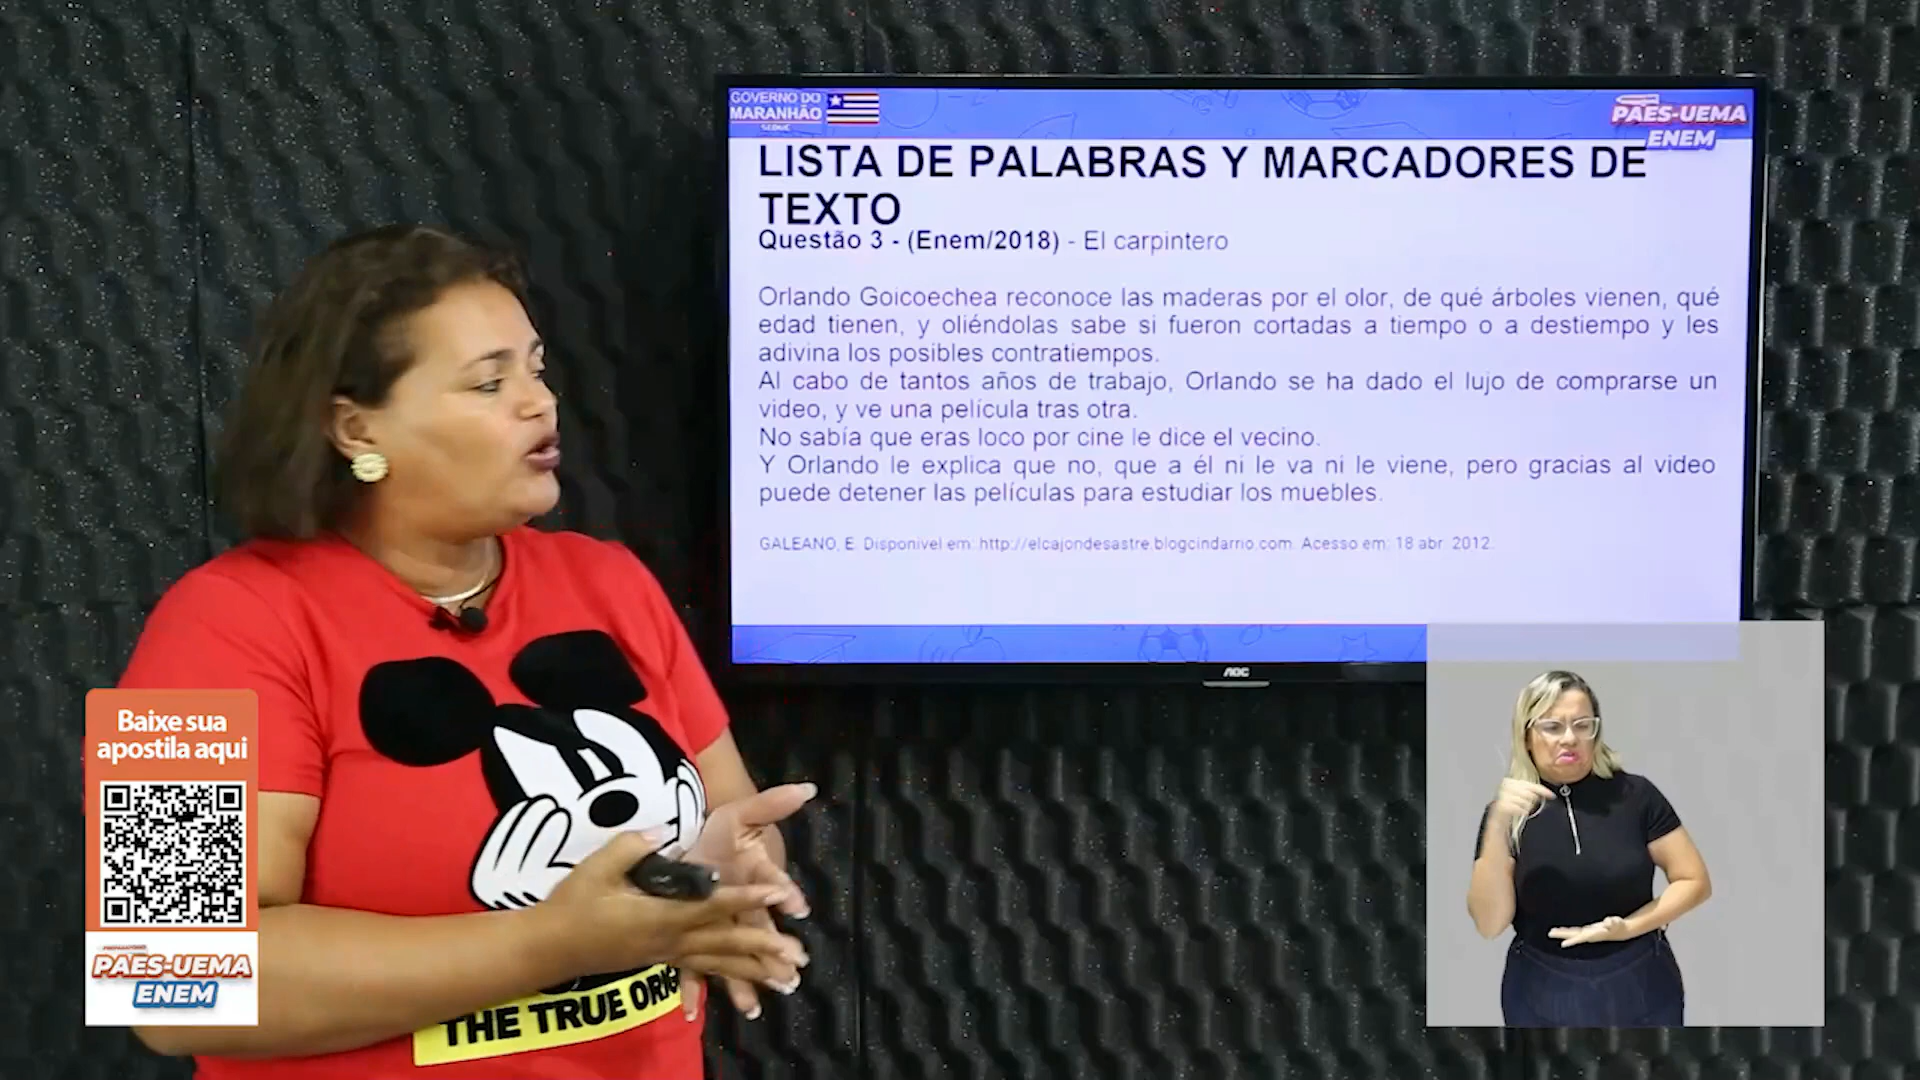 GOVERNO DO
MARANHÃO
SEDUC
PAES-UEMA
ENEM
LISTA DE PALABRAS Y MARCADORES DE
TEXTO
Questão 3 - (Enem/2018) - El carpintero
Orlando Goicoechea reconoce las maderas por el olor, de qué árboles vienen, qué
edad tienen, y oliéndolas sabe si fueron cortadas a tiempo o a destiempo y les
adivina los posibles contratiempos.
Al cabo de tantos años de trabajo, Orlando se ha dado el lujo de comprarse un
video, y ve una película tras otra.
No sabía que eras loco por cine le dice el vecino.
Y Orlando le explica que no, que a él ni le va ni le viene, pero gracias al video
puede detener las películas para estudiar los muebles.
GALEANO, E. Disponível em: http://elcajondesastre.blogcindario.com. Acesso em: 18 abr. 2012.
AOC
Baixe sua
apostila aqui
PREPARATÓRIO
PAES-UEMA
ENEM
THE TRUE ORIG